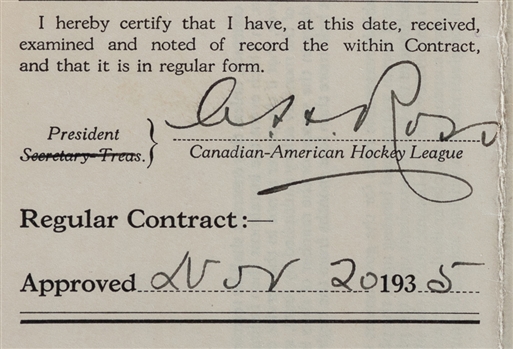 I hereby certify that I have, at this date, received,
examined and noted of record the within Contract,
and that it is in regular form.
President
Secretary-Treas.
Canadian-American Hockey League
Regular Contract:—
Approved Nov 20 1935